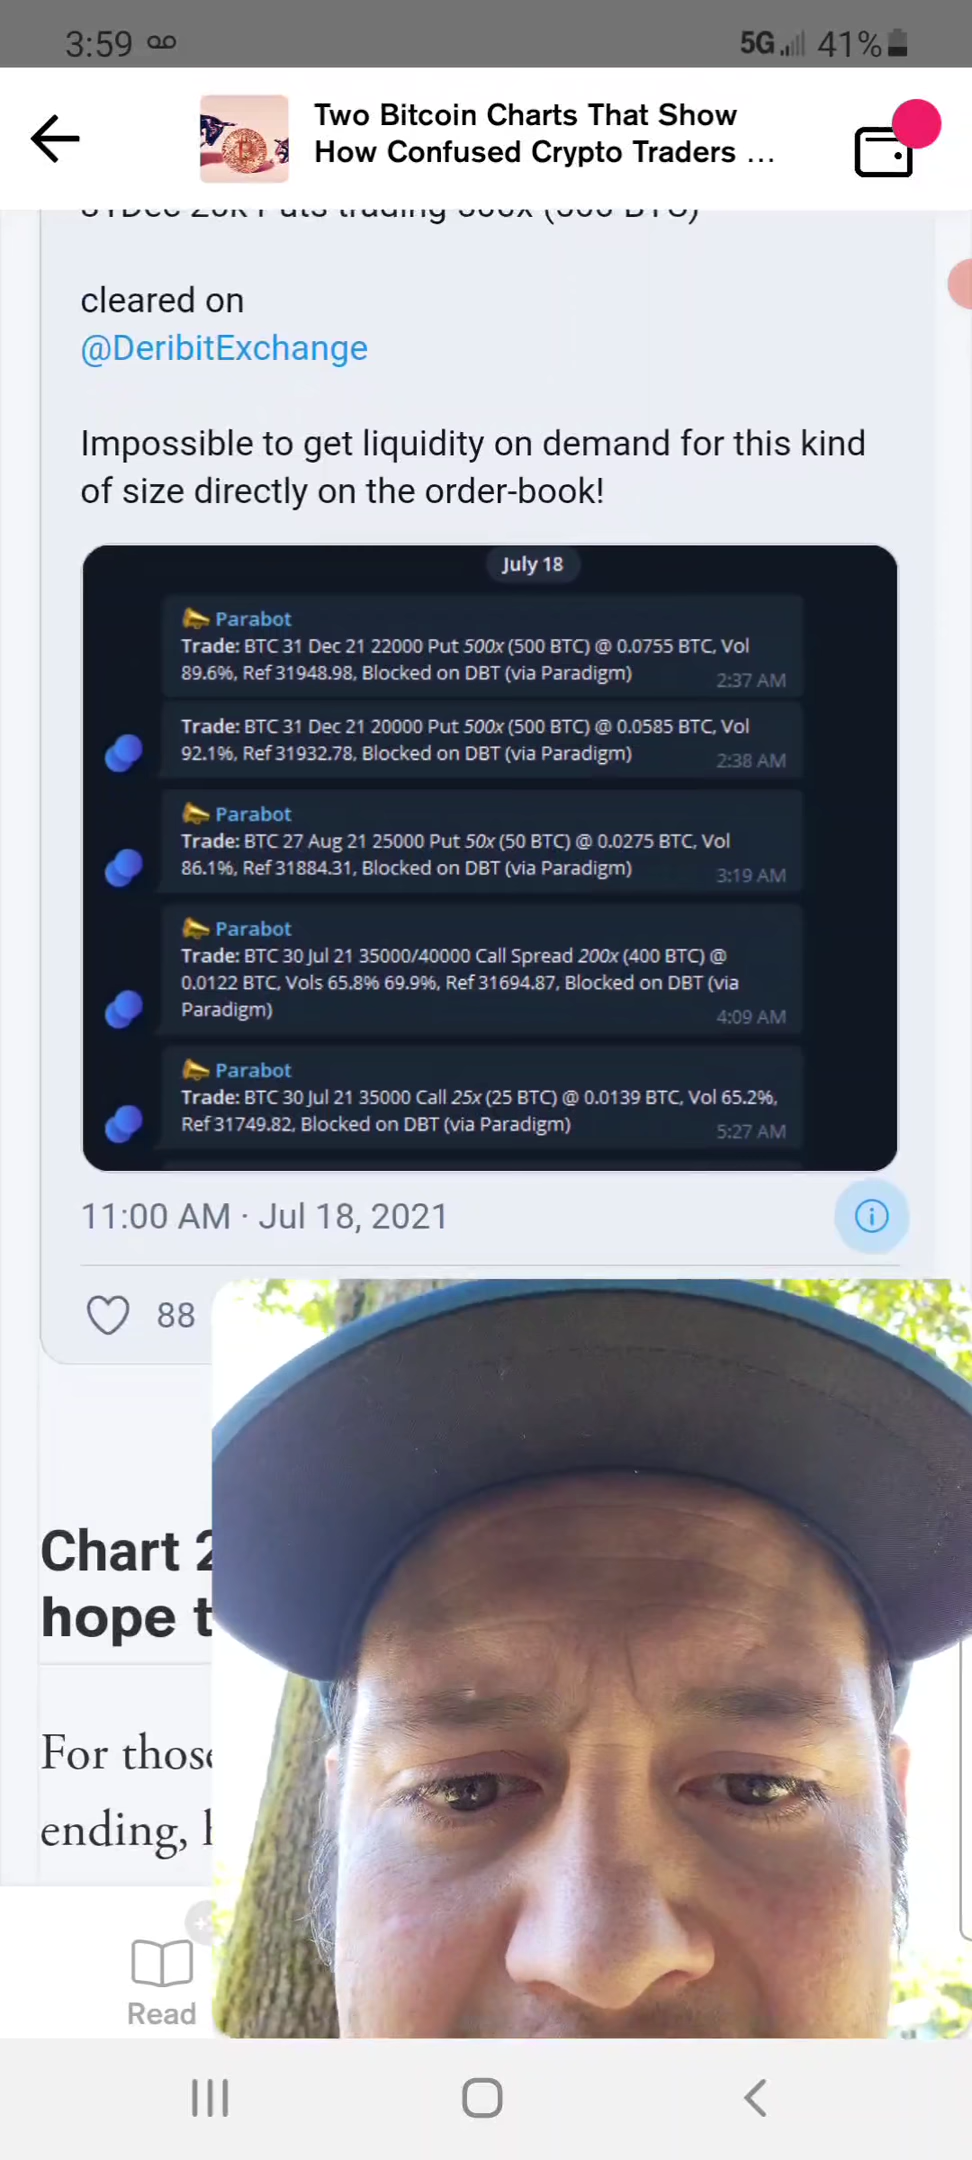 3:59
5G 41%
Two Bitcoin Charts That Show
How Confused Crypto Traders ...
31Dec 20k Puts trading 500x (500 BTC)
cleared on
@DeribitExchange
Impossible to get liquidity on demand for this kind
of size directly on the order-book!
July 18
Parabot
Trade: BTC 31 Dec 21 22000 Put 500x (500 BTC) @ 0.0755 BTC, Vol
89.6%, Ref 31948.98, Blocked on DBT (via Paradigm)
2:37 AM
Trade: BTC 31 Dec 21 20000 Put 500x (500 BTC) @ 0.0585 BTC, Vol
92.1%, Ref 31932.78, Blocked on DBT (via Paradigm)
2:38 AM
Parabot
Trade: BTC 27 Aug 21 25000 Put 50x (50 BTC) @ 0.0275 BTC, Vol
86.1%, Ref 31884.31, Blocked on DBT (via Paradigm)
3:19 AM
Parabot
Trade: BTC 30 Jul 21 35000/40000 Call Spread 200x (400 BTC) @
0.0122 BTC, Vols 65.8% 69.9%, Ref 31694.87, Blocked on DBT (via
Paradigm)
4:09 AM
Parabot
Trade: BTC 30 Jul 21 35000 Call 25x (25 BTC) @ 0.0139 BTC, Vol 65.2%,
Ref 31749.82, Blocked on DBT (via Paradigm)
5:27 AM
11:00 AM · Jul 18, 2021
88
Chart 2
hope t
For those
ending, h
Read